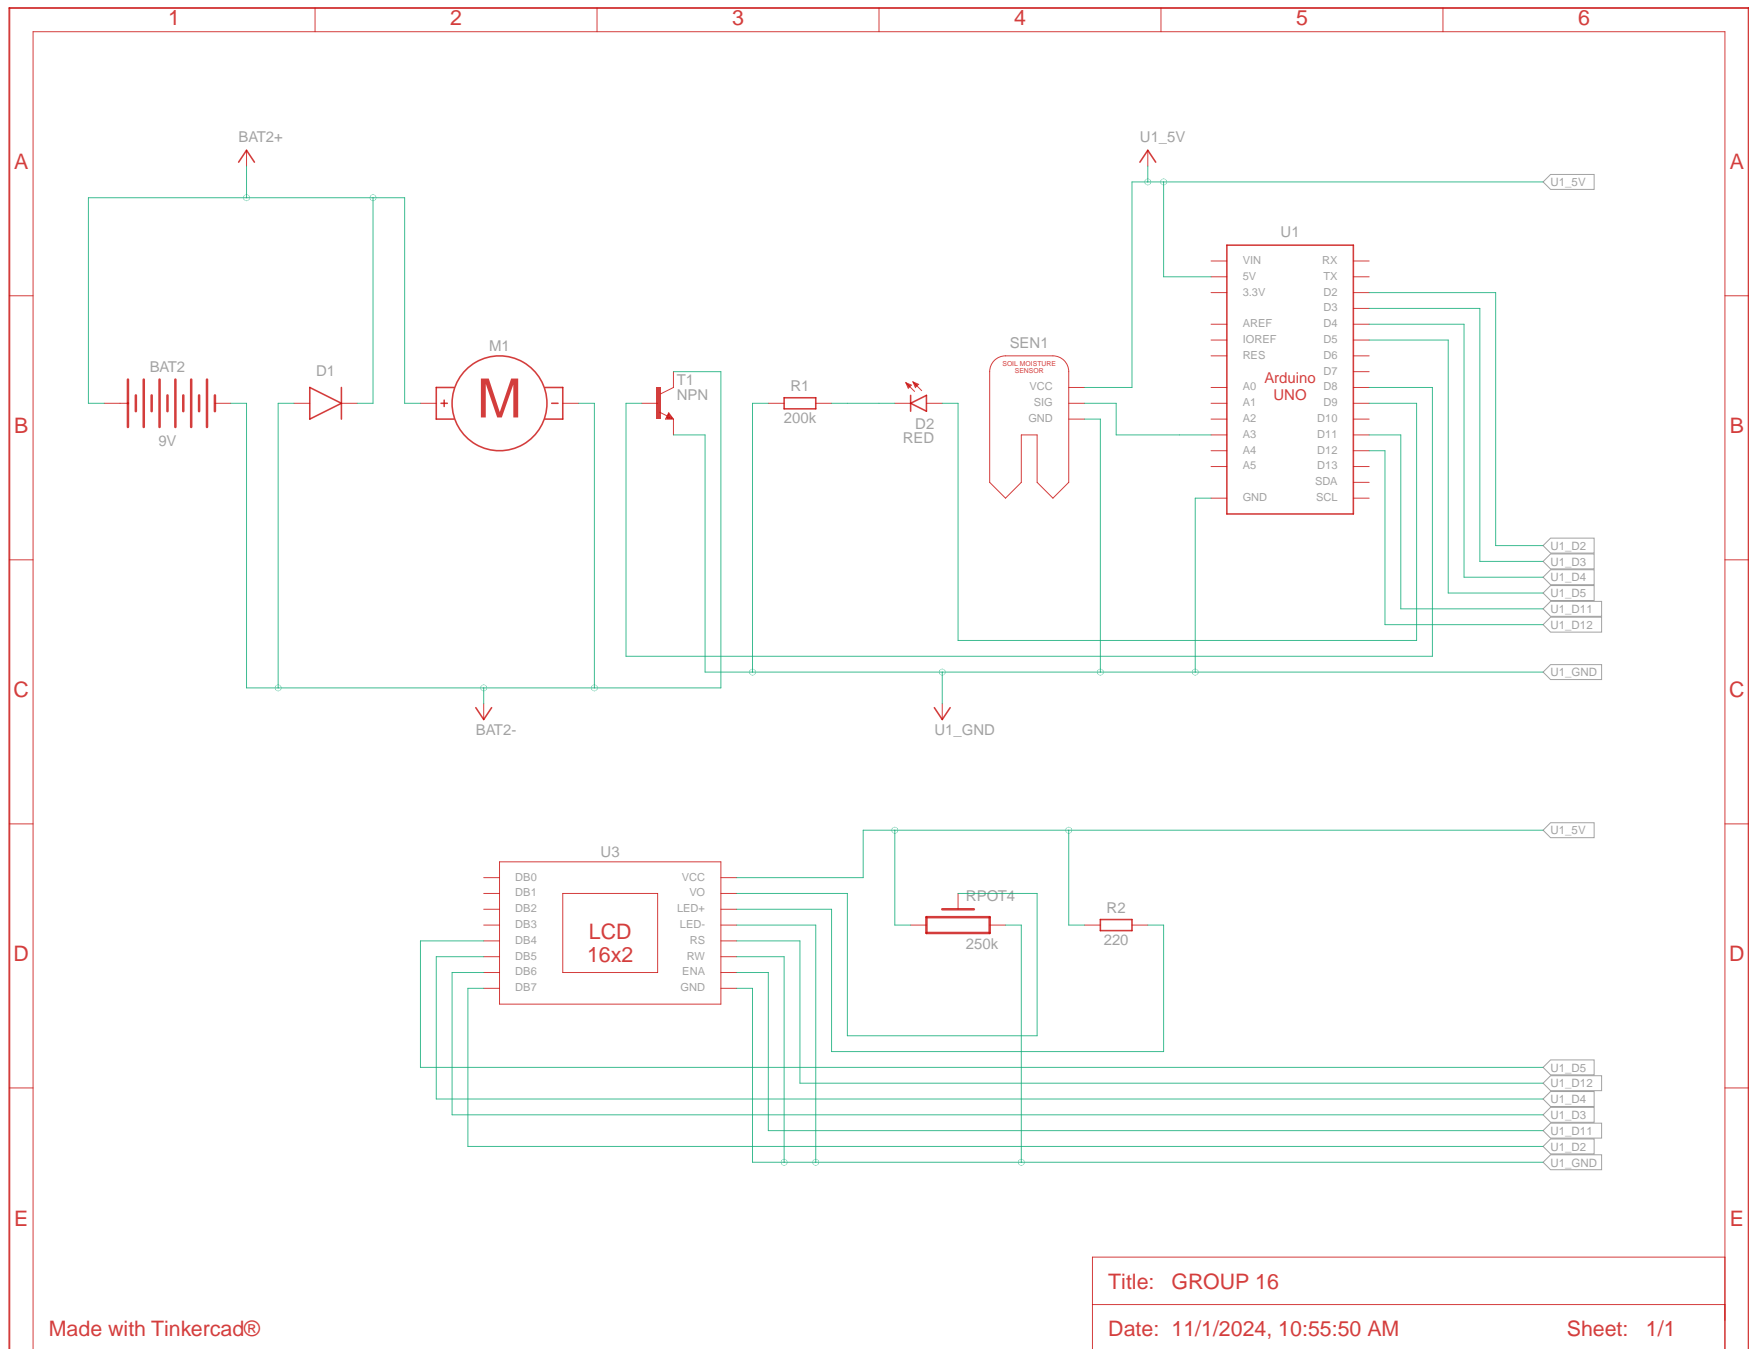 1 2 3 4 5 6
A A
B B
C C
D D
E E
BAT2+
U1_5V
U1_5V
U1
VIN RX
5V TX
3.3V D2
D3
AREF D4
IOREF D5
RES D6
D7
A0 D8
A1 D9
A2 D10
A3 D11
A4 D12
A5 D13
SDA
GND SCL
Arduino
UNO
BAT2
9V
D1
M1
+ M -
T1
NPN
R1
200k
D2
RED
SEN1
SOIL MOISTURE
SENSOR
VCC
SIG
GND
U1_D2
U1_D3
U1_D4
U1_D5
U1_D11
U1_D12
U1_GND
BAT2-
U1_GND
U1_5V
U3
DB0 VCC
DB1 VO
DB2 LED+
DB3 LED-
DB4 RS
DB5 RW
DB6 ENA
DB7 GND
LCD
16x2
RPOT4
250k
R2
220
U1_D5
U1_D12
U1_D4
U1_D3
U1_D11
U1_D2
U1_GND
Title: GROUP 16
Made with Tinkercad®
Date: 11/1/2024, 10:55:50 AM Sheet: 1/1